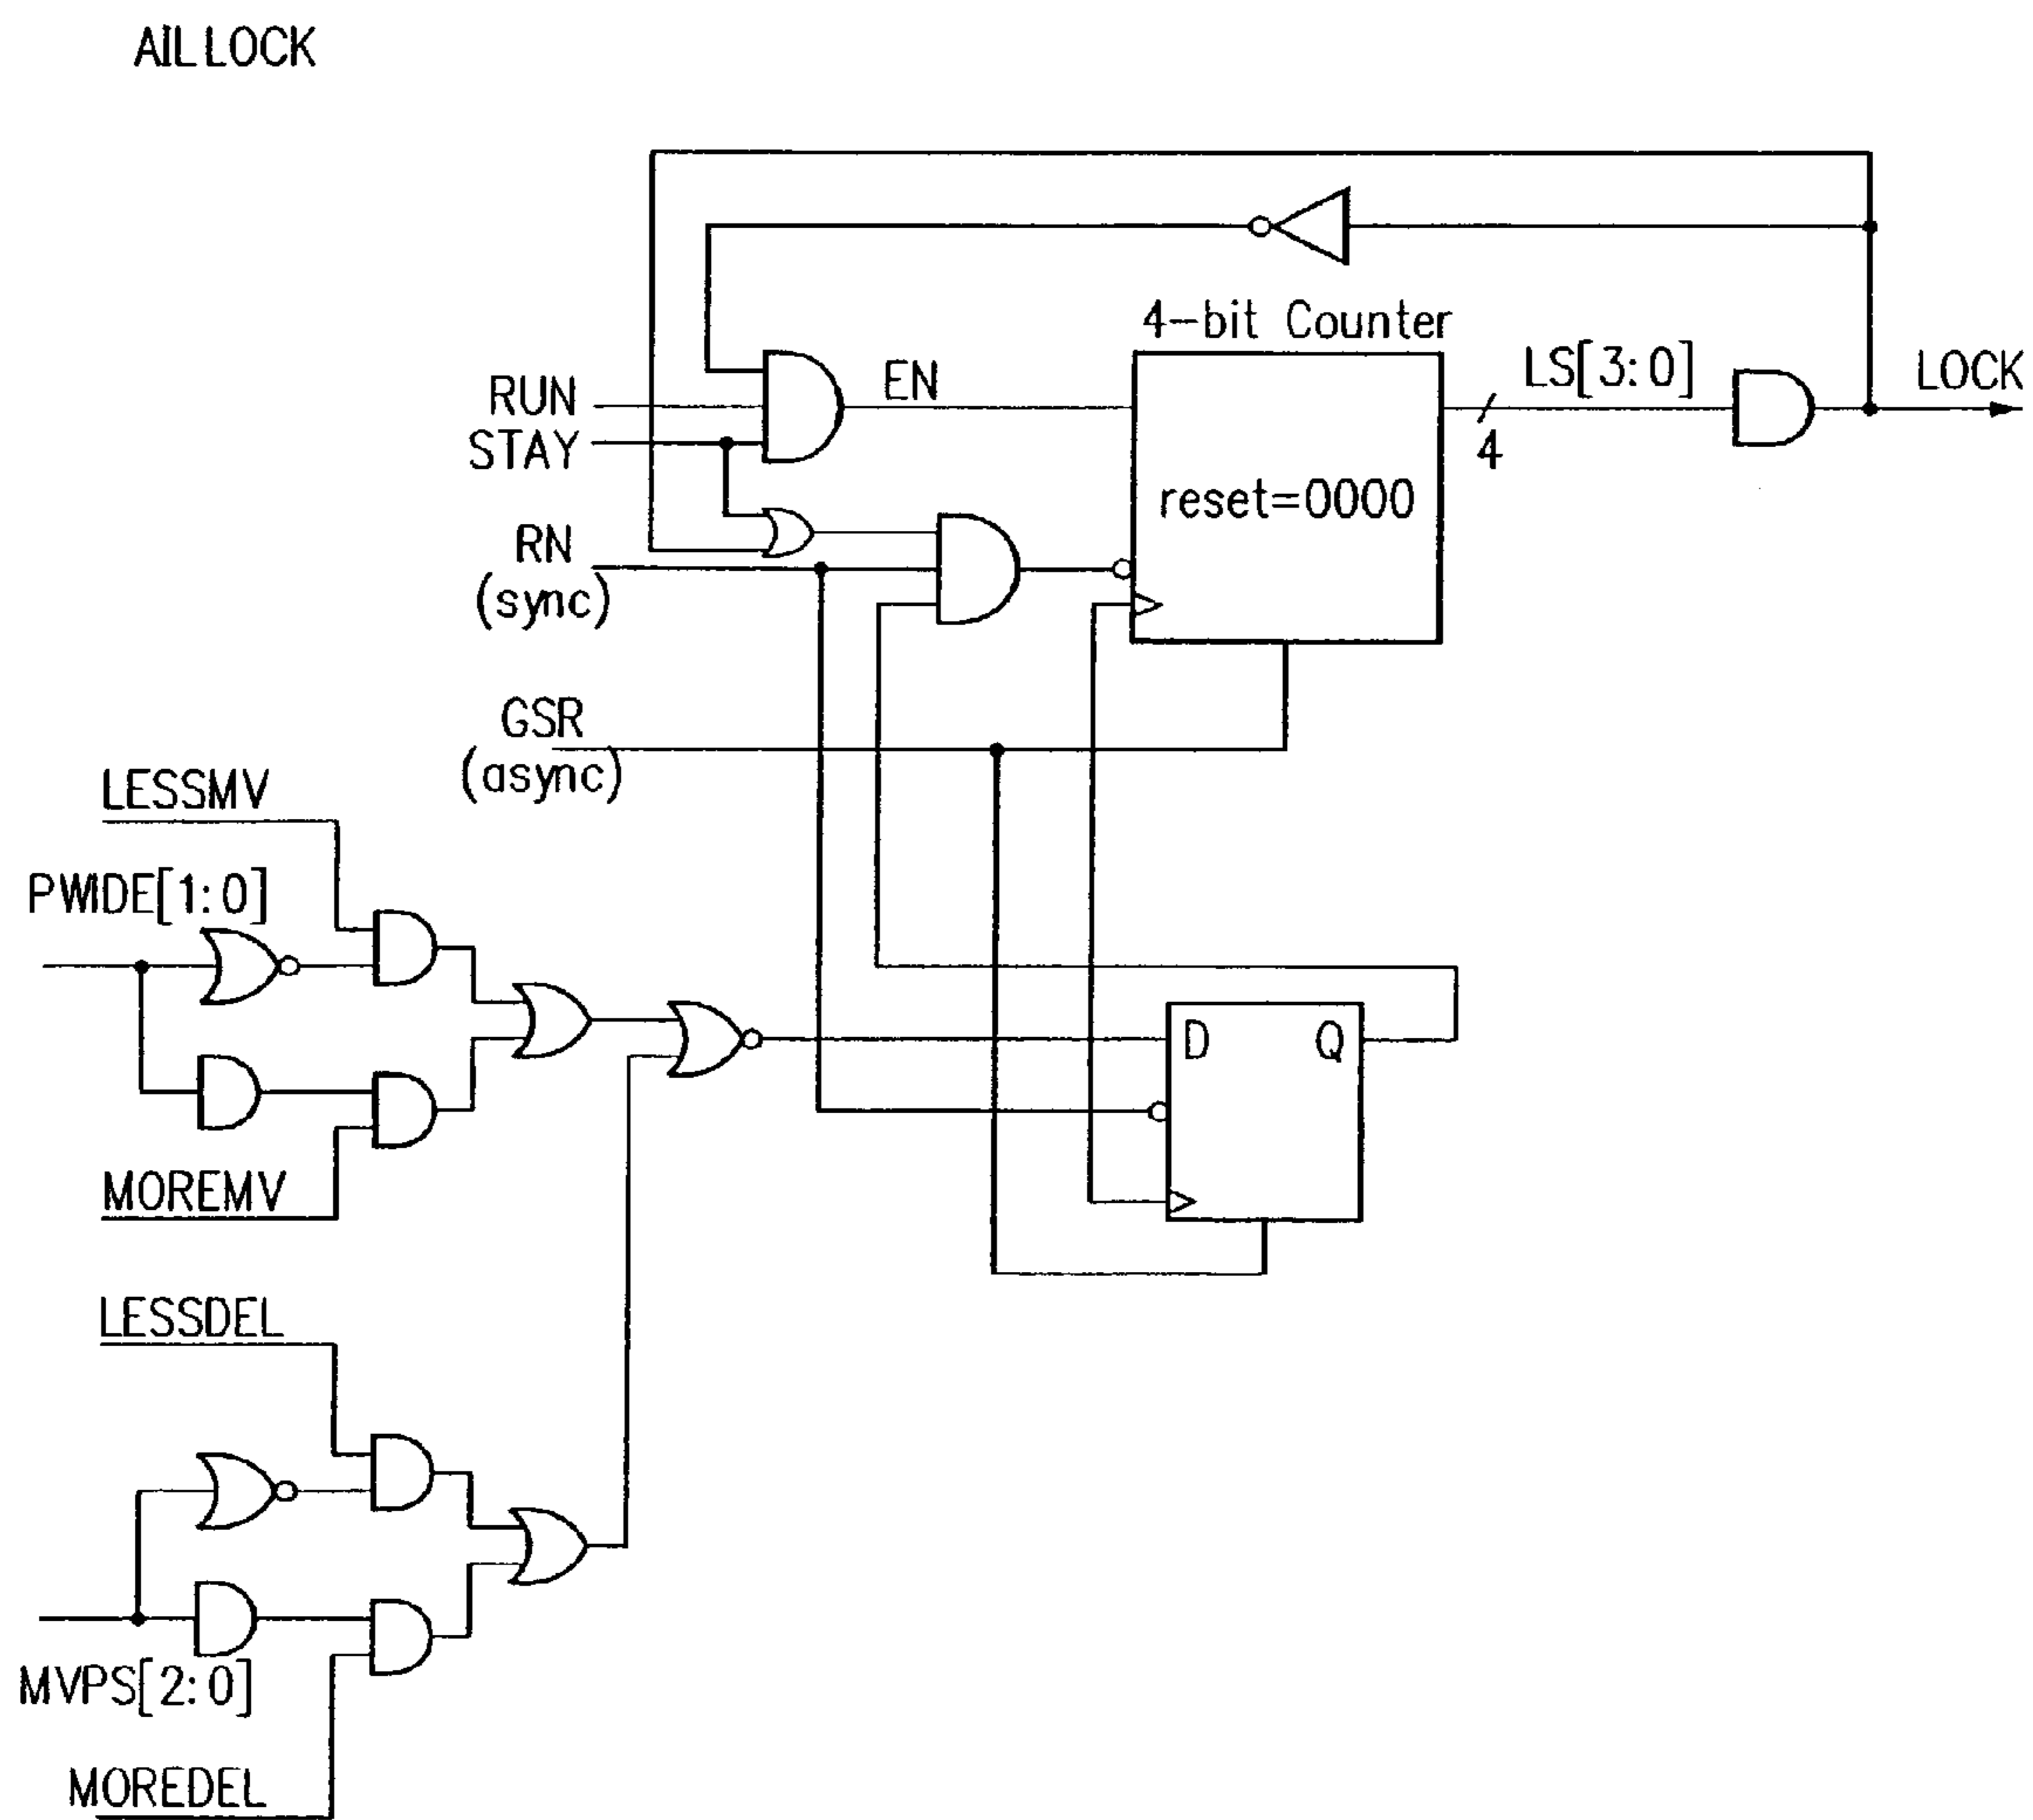 AILLOCK
4-bit Counter
EN
LS[3:0]
LOCK
RUN
STAY
4
reset=0000
RN
(sync)
GSR
(async)
LESSMV
PWIDE[1:0]
D
Q
MOREMV
LESSDEL
MVPS[2:0]
MOREDEL